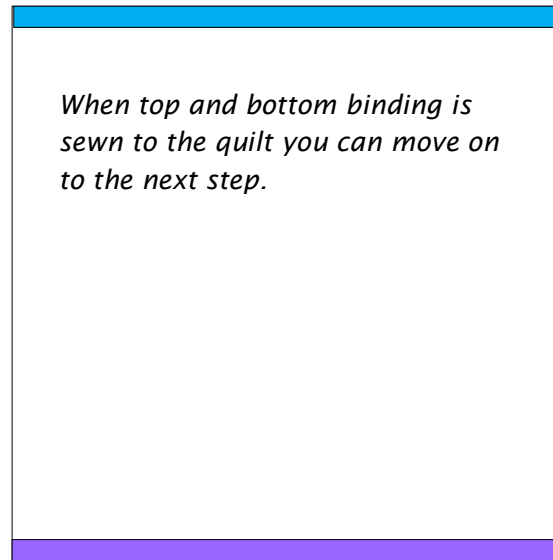 When top and bottom binding is
sewn to the quilt you can move on
to the next step.